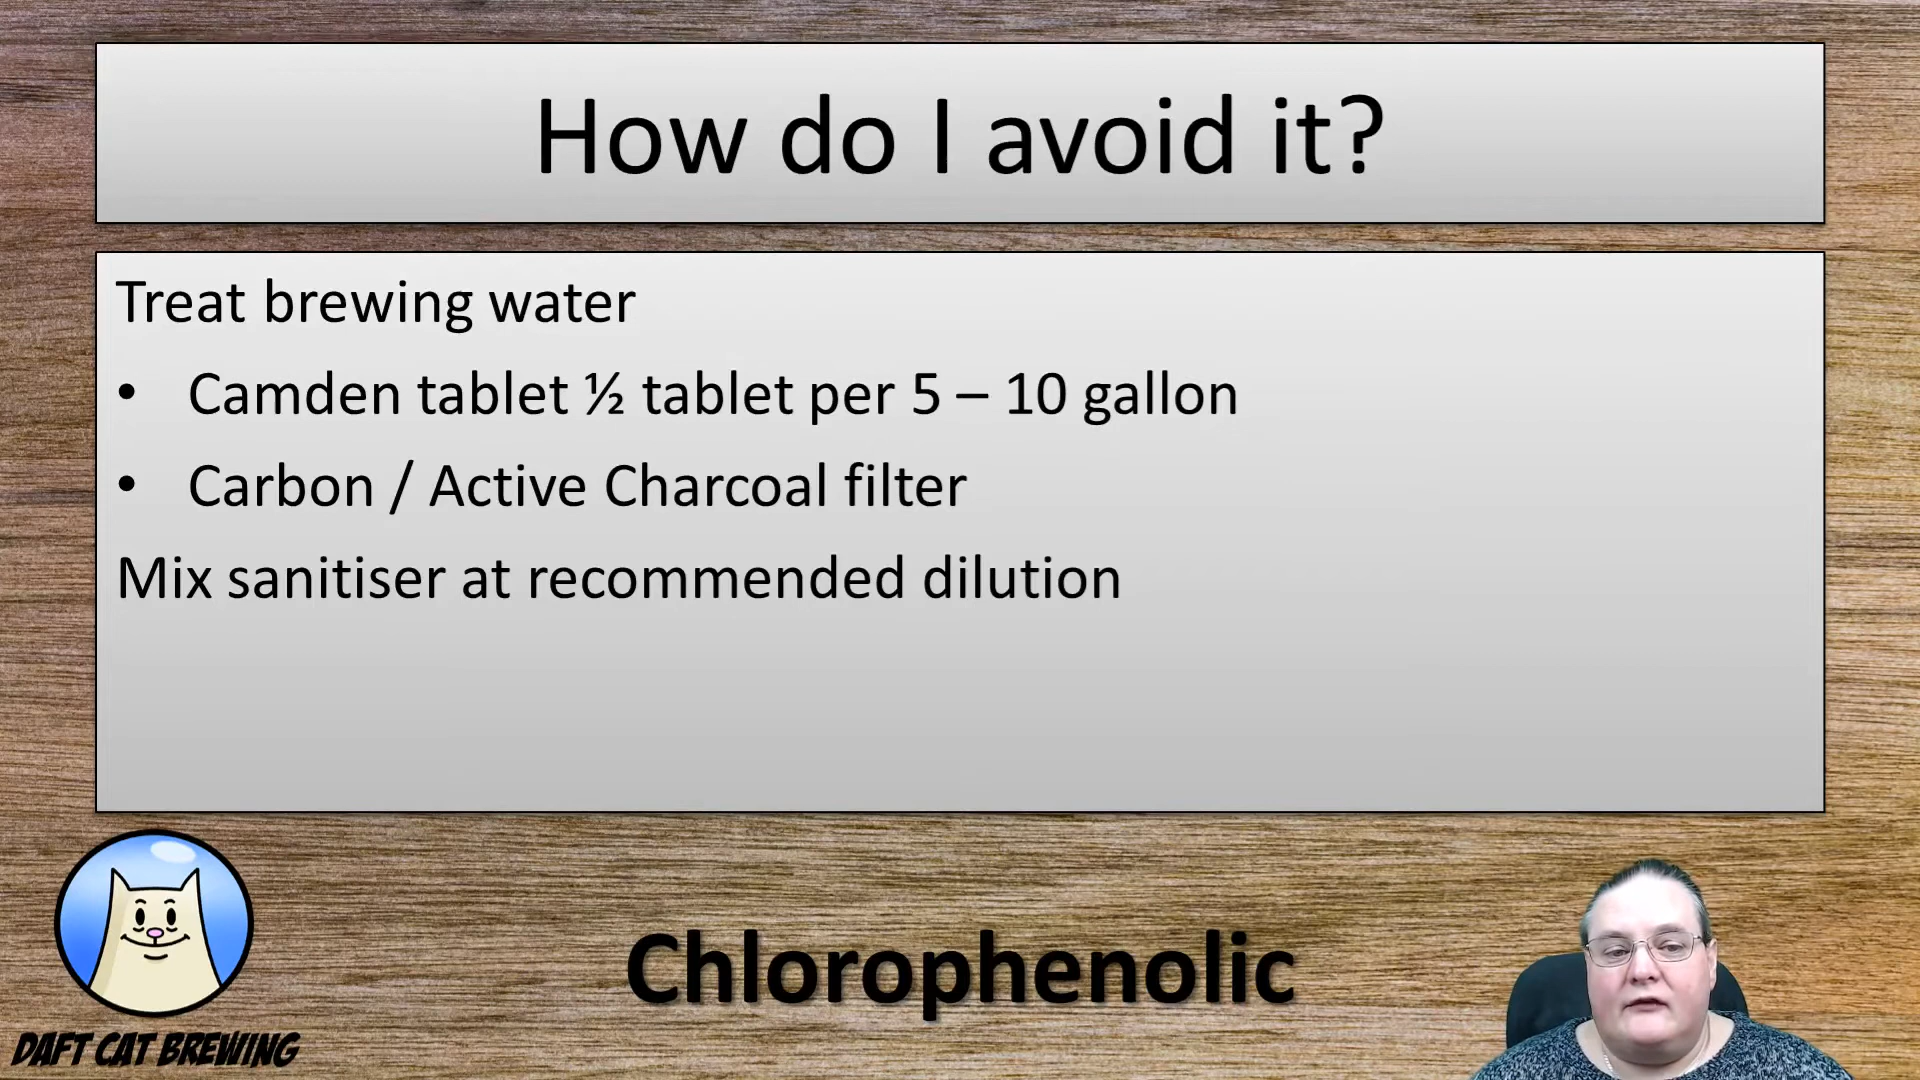 How do I avoid it?
Treat brewing water
• Camden tablet ½ tablet per 5 – 10 gallon
• Carbon / Active Charcoal filter
Mix sanitiser at recommended dilution
Chlorophenolic
DAFT CAT BREWING